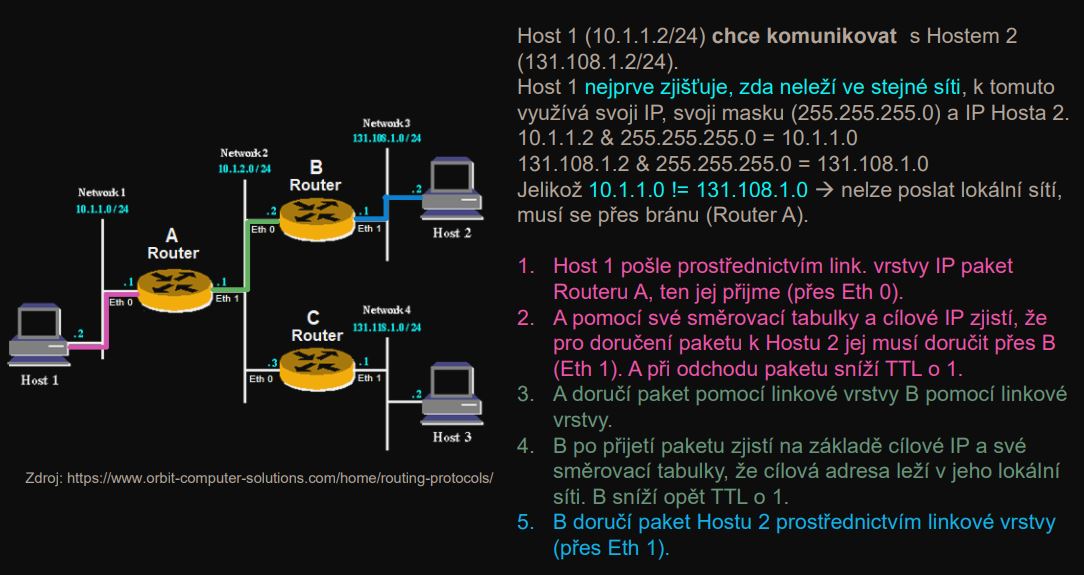 Host 1 (10.1.1.2/24) chce komunikovat s Hostem 2
(131.108.1.2/24).
Host 1 nejprve zjišťuje, zda neleží ve stejné síti, k tomuto
využívá svoji IP, svoji masku (255.255.255.0) a IP Hosta 2.
10.1.1.2 & 255.255.255.0 = 10.1.1.0
131.108.1.2 & 255.255.255.0 = 131.108.1.0
Jelikož 10.1.1.0 != 131.108.1.0 → nelze poslat lokální sítí,
musí se přes bránu (Router A).
1. Host 1 pošle prostřednictvím link. vrstvy IP paket
Routeru A, ten jej přijme (přes Eth 0).
2. A pomocí své směrovací tabulky a cílové IP zjistí, že
pro doručení paketu k Hostu 2 jej musí doručit přes B
(Eth 1). A při odchodu paketu sníží TTL o 1.
3. A doručí paket pomocí linkové vrstvy B pomocí linkové
vrstvy.
4. B po přijetí paketu zjistí na základě cílové IP a své
směrovací tabulky, že cílová adresa leží v jeho lokální
síti. B sníží opět TTL o 1.
5. B doručí paket Hostu 2 prostřednictvím linkové vrstvy
(přes Eth 1).
Network 3
131.108.1.0 / 24
Network 2
10.1.2.0 / 24
B
Router
.2
.2
Eth 0
.1
Eth 1
Host 2
Network 1
10.1.1.0 / 24
A
Router
.1
Eth 0
.1
Eth 1
.2
Host 1
Network 4
131.118.1.0 / 24
C
Router
.3
Eth 0
.1
Eth 1
.2
Host 3
Zdroj: https://www.orbit-computer-solutions.com/home/routing-protocols/